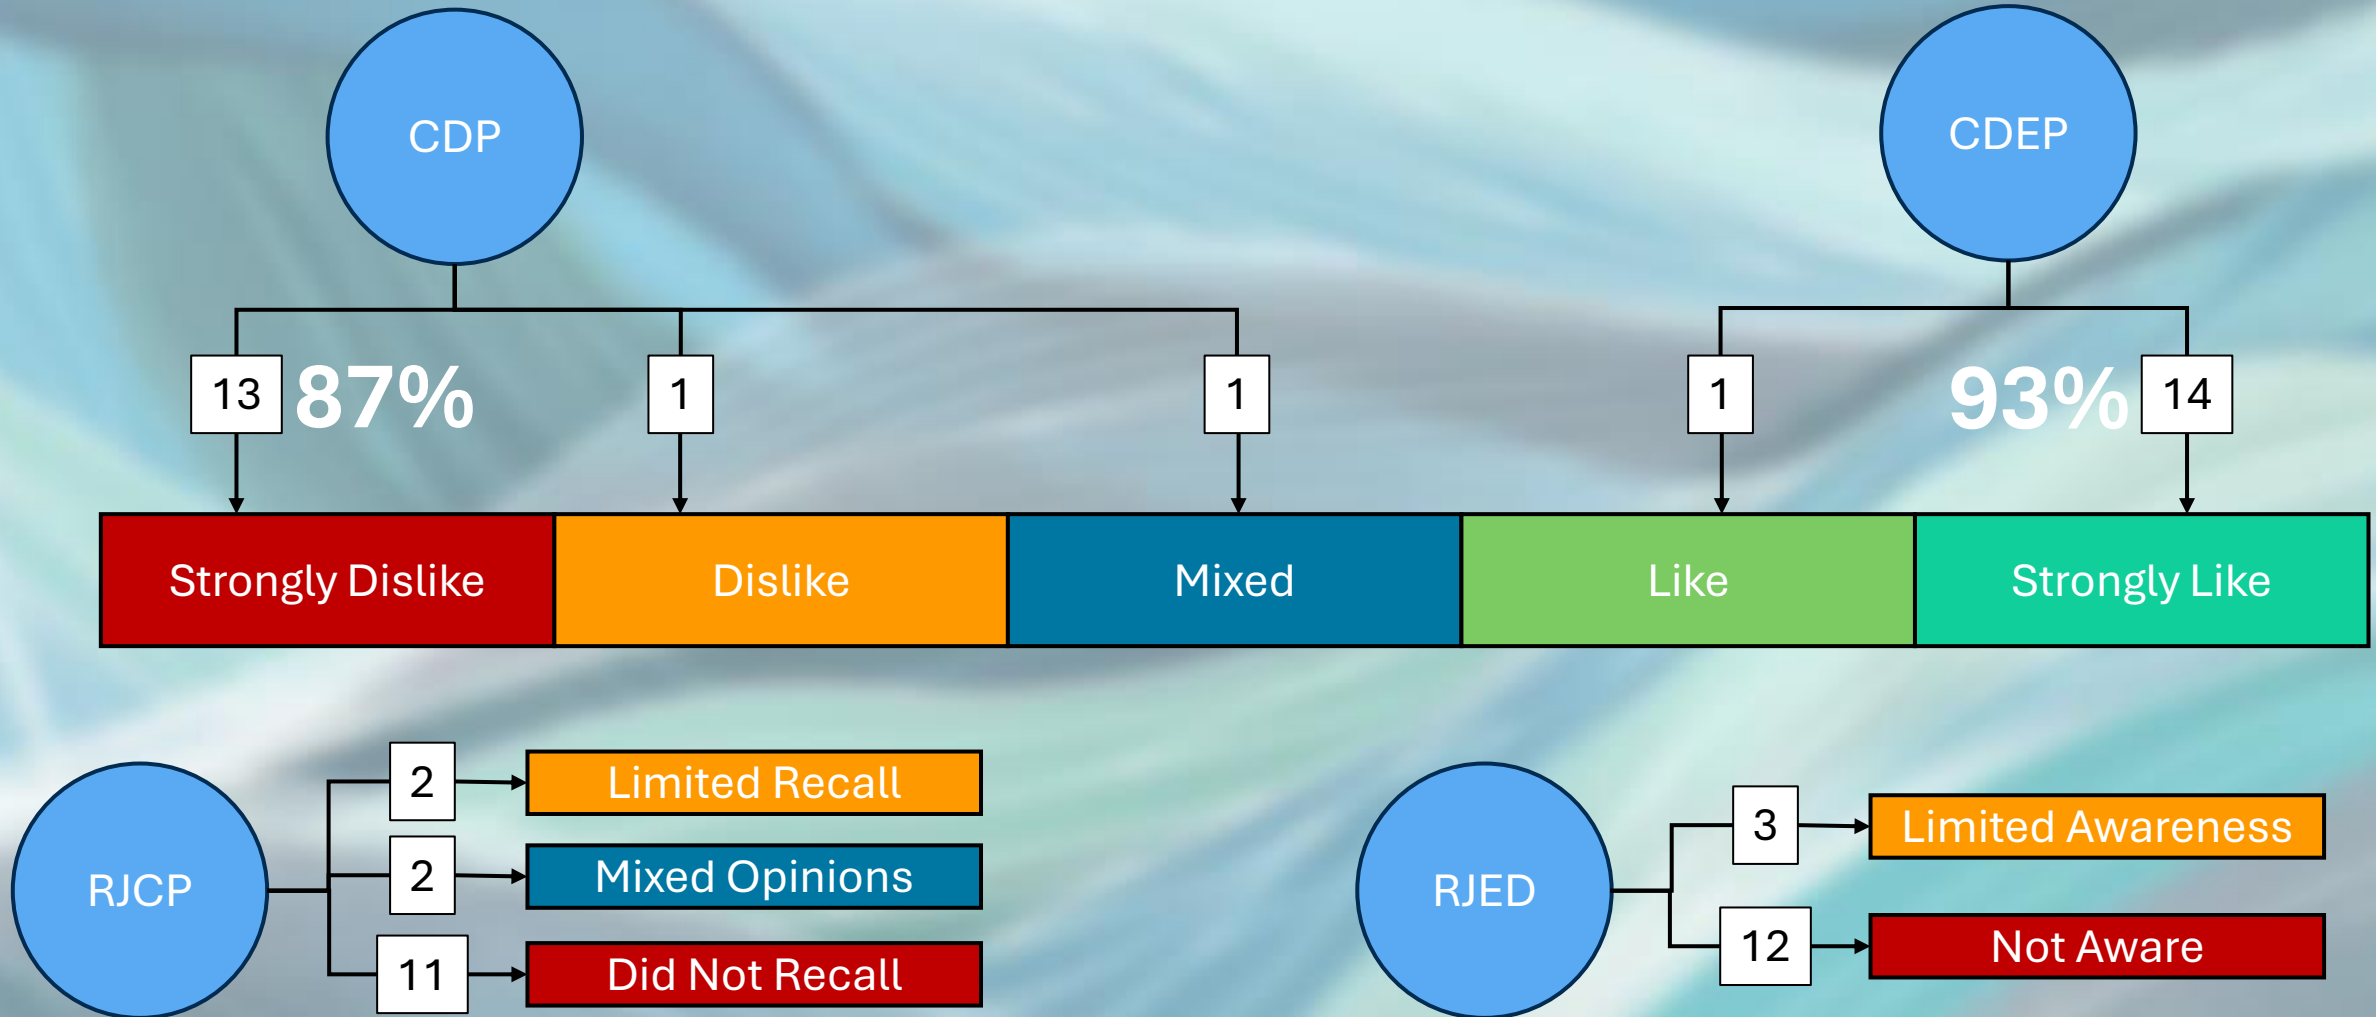 CDP
CDEP
13
87%
1
1
1
93%
14
Strongly Dislike
Dislike
Mixed
Like
Strongly Like
RJCP
2
Limited Recall
2
Mixed Opinions
11
Did Not Recall
RJED
3
Limited Awareness
12
Not Aware